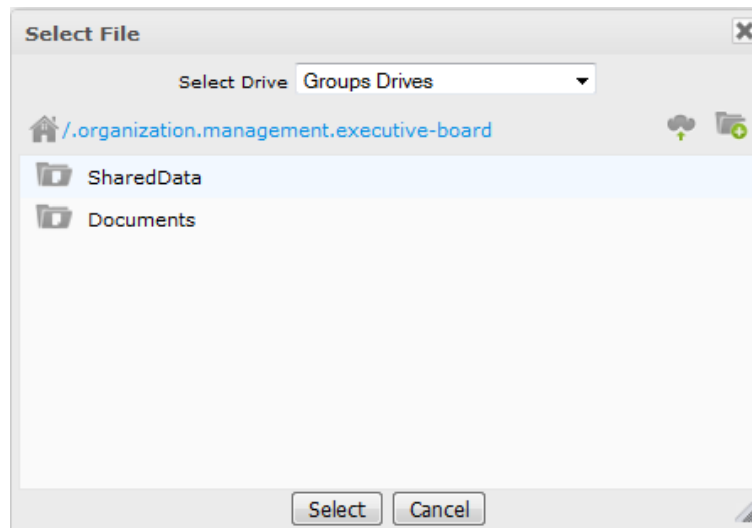 Select File
Select Drive Groups Drives
/.organization.management.executive-board
SharedData
Documents
Select Cancel